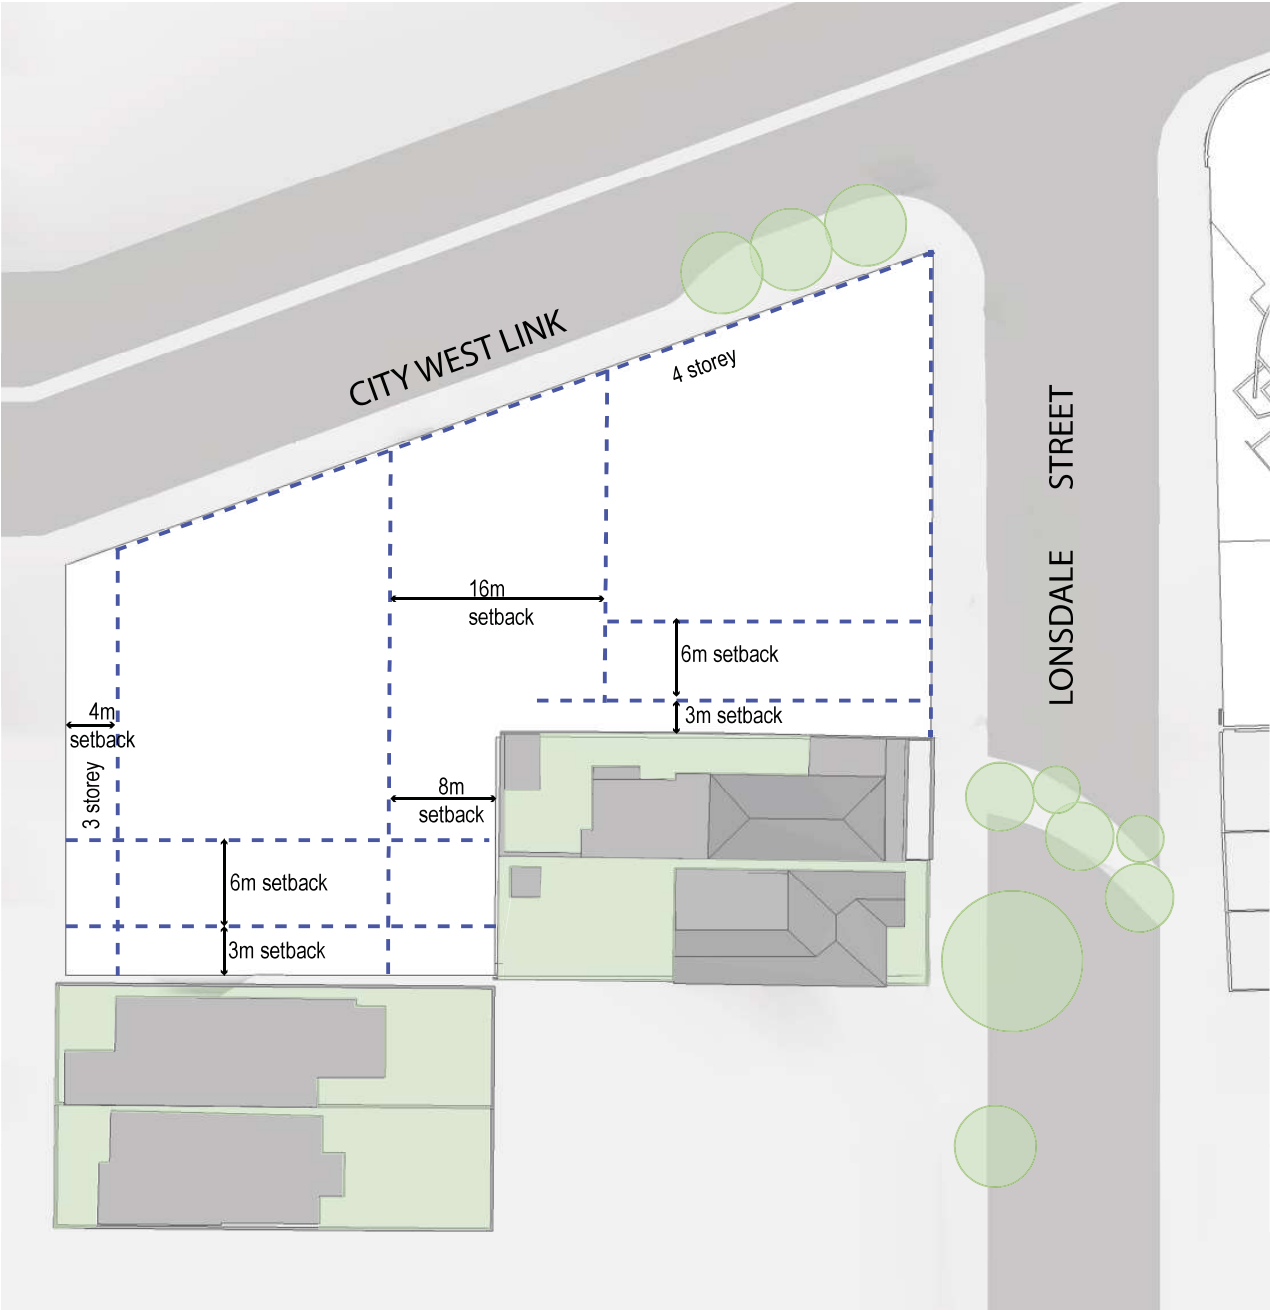 CITY WEST LINK
4 storey
STREET
LONSDALE
16m
setback
6m setback
3m setback
4m
setback
3 storey
8m
setback
6m setback
3m setback